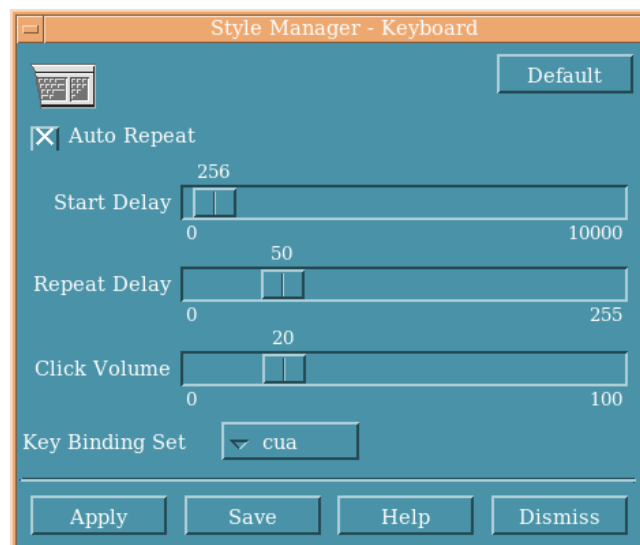 Style Manager - Keyboard
Default
Auto Repeat
256
Start Delay
0 10000
50
Repeat Delay
0 255
20
Click Volume
0 100
Key Binding Set cua
Apply Save Help Dismiss